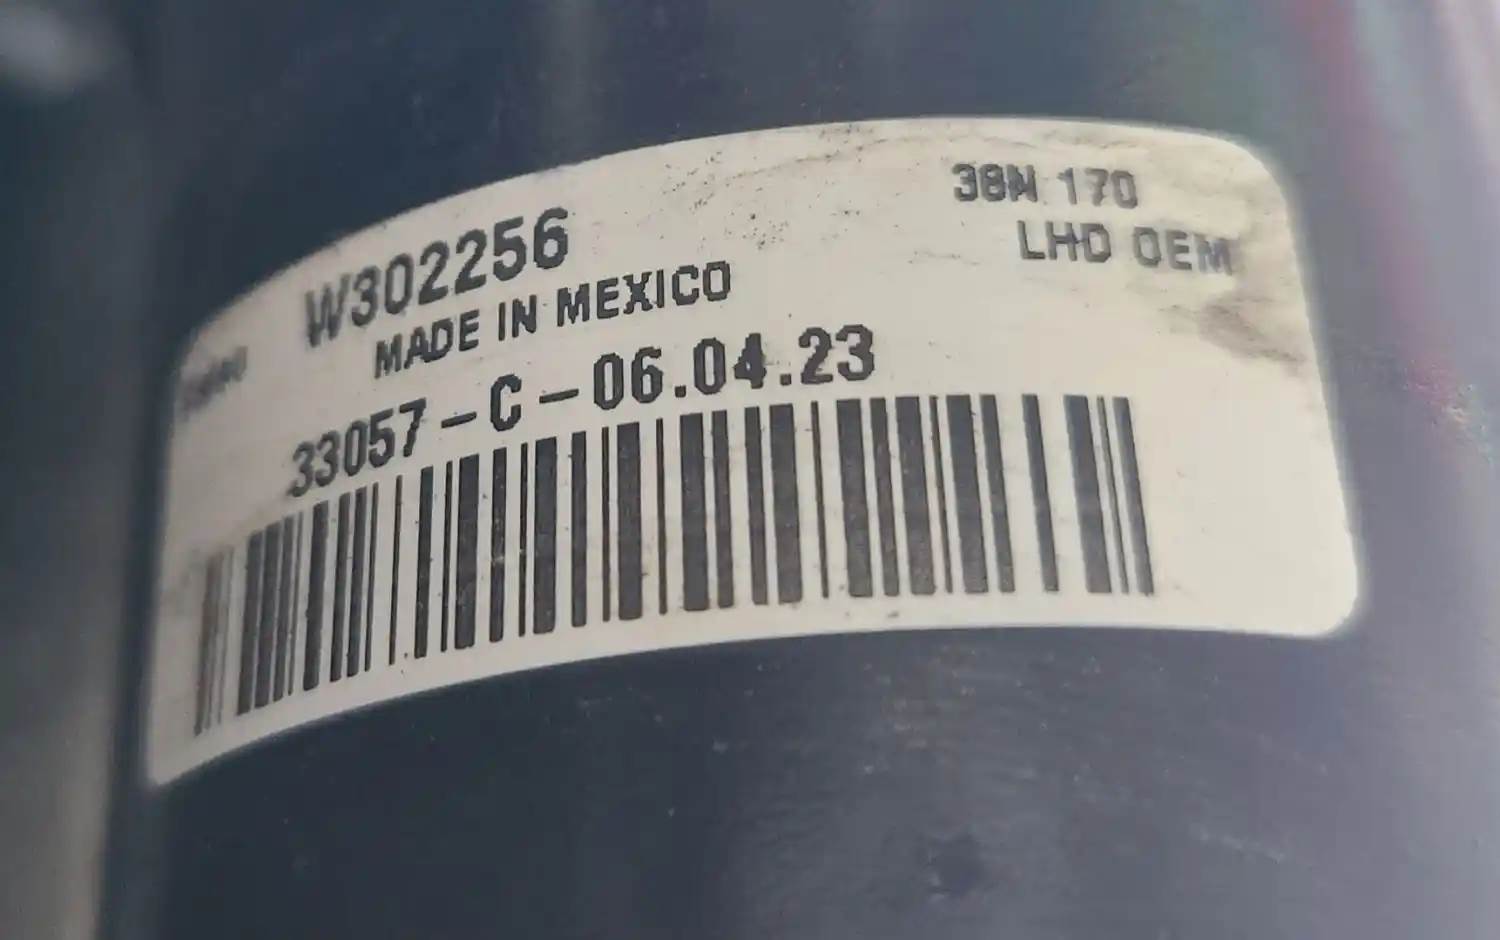 W302256
38N 170
MADE IN MEXICO
LHD OEM
33057-C-06.04.23